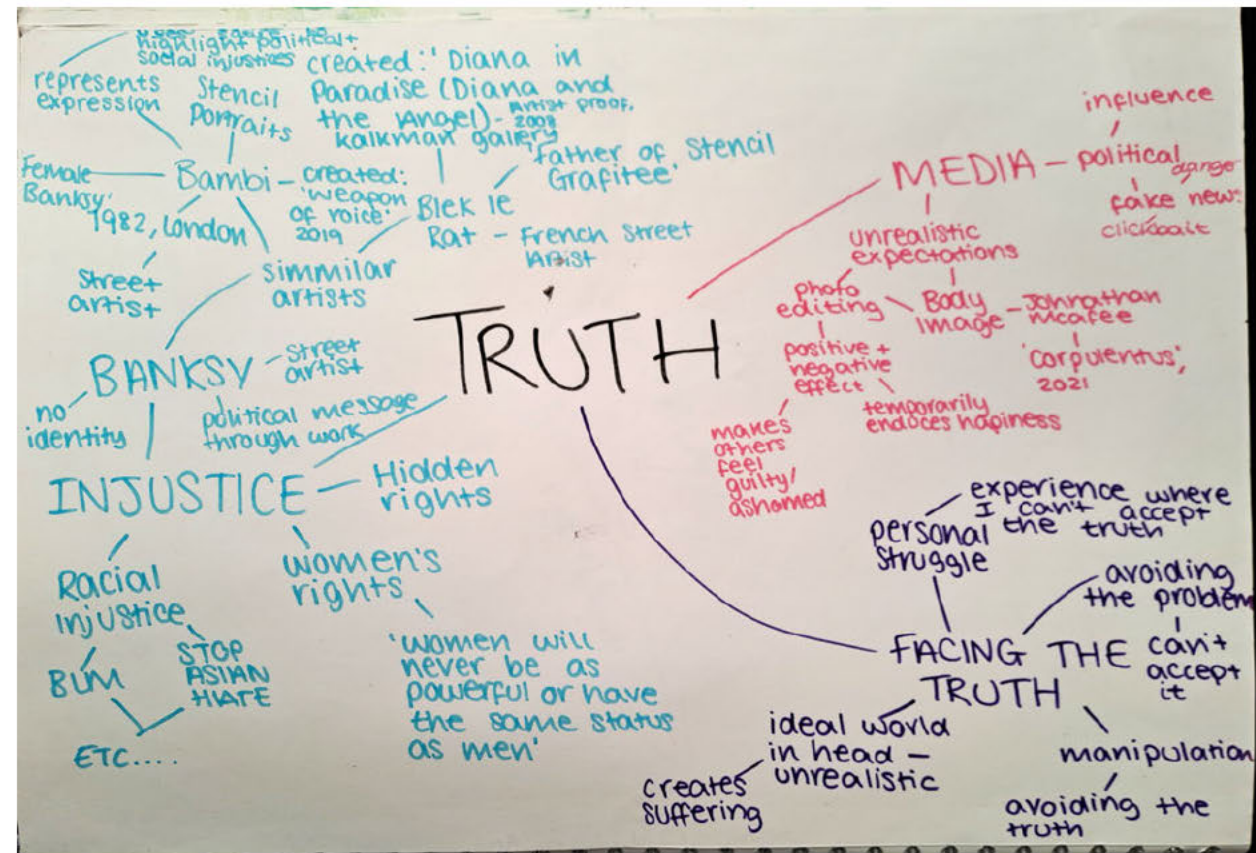 highlight political +
social injustices
represents
expression
Stencil
Portraits
created: 'Diana in
Paradise (Diana and
the Angel) - Artist proof,
2008
kalkman gallery
Female
Banksy'
Bambi - created:
'weapon
of voice'
2019
1982, London
Street
artist
simmilar
artists
Blek le
Rat - French Street
Artist
'Father of Stencil
Grafitee'
BANKSY - Street
artist
no
identity
political message
through work
INJUSTICE - Hidden
rights
Racial
Injustice
BLM
STOP
ASIAN
HATE
ETC....
women's
rights
'women will
never be as
powerful or have
the same status
as men'
TRUTH
MEDIA - political
influence
danger
fake news
clickbait
unrealistic
expectations
photo
editing
Body
Image - Johnathan
mcafee
'corpulentus',
2021
positive +
negative
effect
makes
others
feel
guilty/
ashomed
temporarily
enduces hapiness
FACING THE
TRUTH
personal
struggle
experience where
I can't accept
the truth
avoiding
the problem
can't
accept
it
ideal world
in head -
unrealistic
creates
suffering
manipulation
avoiding the
truth